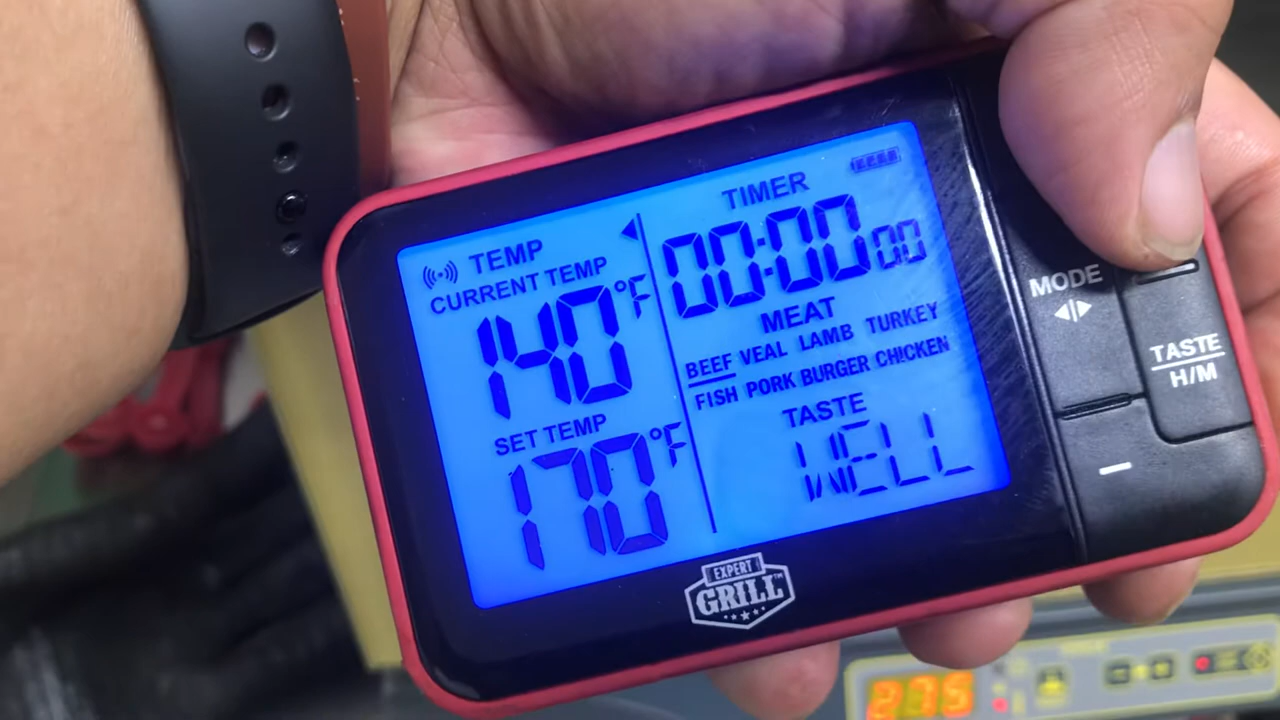 TEMP
CURRENT TEMP
140°F
SET TEMP
170°F
TIMER
00:00 00
MEAT
BEEF VEAL LAMB TURKEY
FISH PORK BURGER CHICKEN
TASTE
WELL
EXPERT
GRILL™
MODE
TASTE
H/M
–
275